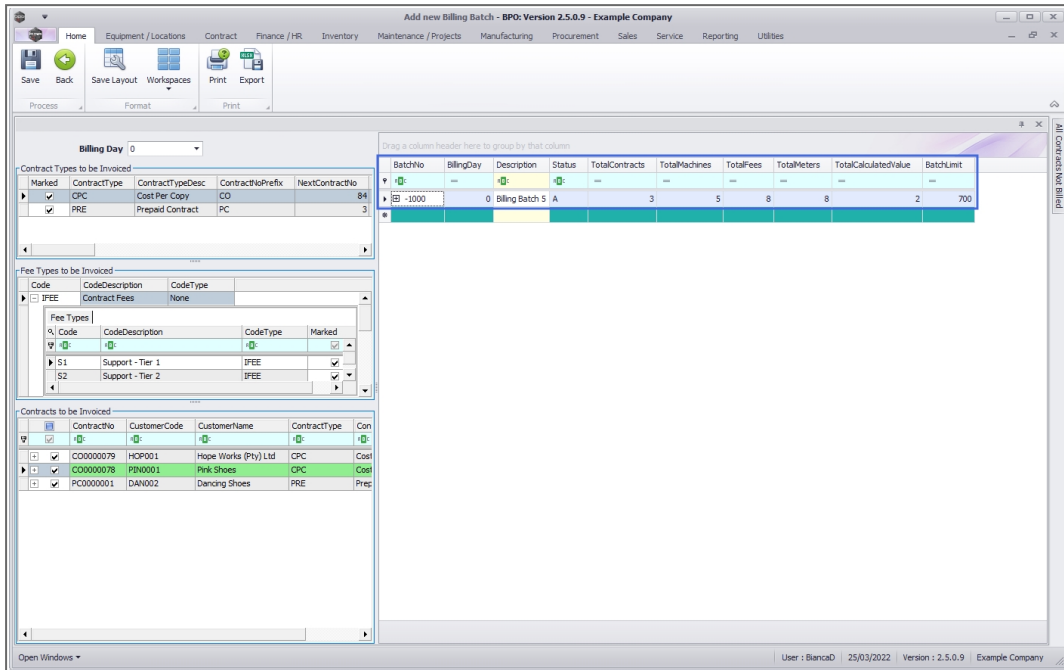 Add new Billing Batch - BPO: Version 2.5.0.9 - Example Company
Home Equipment / Locations Contract Finance / HR Inventory Maintenance / Projects Manufacturing Procurement Sales Service Reporting Utilities
Save Back Save Layout Workspaces Print Export
Process Format Print
All Contracts Not Billed
Billing Day 0
Contract Types to be Invoiced
Marked ContractType ContractTypeDesc ContractNoPrefix NextContractNo
CPC Cost Per Copy CO 84
PRE Prepaid Contract PC 3
Fee Types to be Invoiced
Code CodeDescription CodeType
IFEE Contract Fees None
Fee Types
Code CodeDescription CodeType Marked
S1 Support - Tier 1 IFEE
S2 Support - Tier 2 IFEE
Contracts to be Invoiced
ContractNo CustomerCode CustomerName ContractType Con
CO0000079 HOP001 Hope Works (Pty) Ltd CPC Cost
CO0000078 PIN0001 Pink Shoes CPC Cost
PC0000001 DAN002 Dancing Shoes PRE Prep
Drag a column header here to group by that column
BatchNo BillingDay Description Status TotalContracts TotalMachines TotalFees TotalMeters TotalCalculatedValue BatchLimit
-1000 0 Billing Batch 5 A 3 5 8 8 2 700
Open Windows User : BiancaD 25/03/2022 Version : 2.5.0.9 Example Company